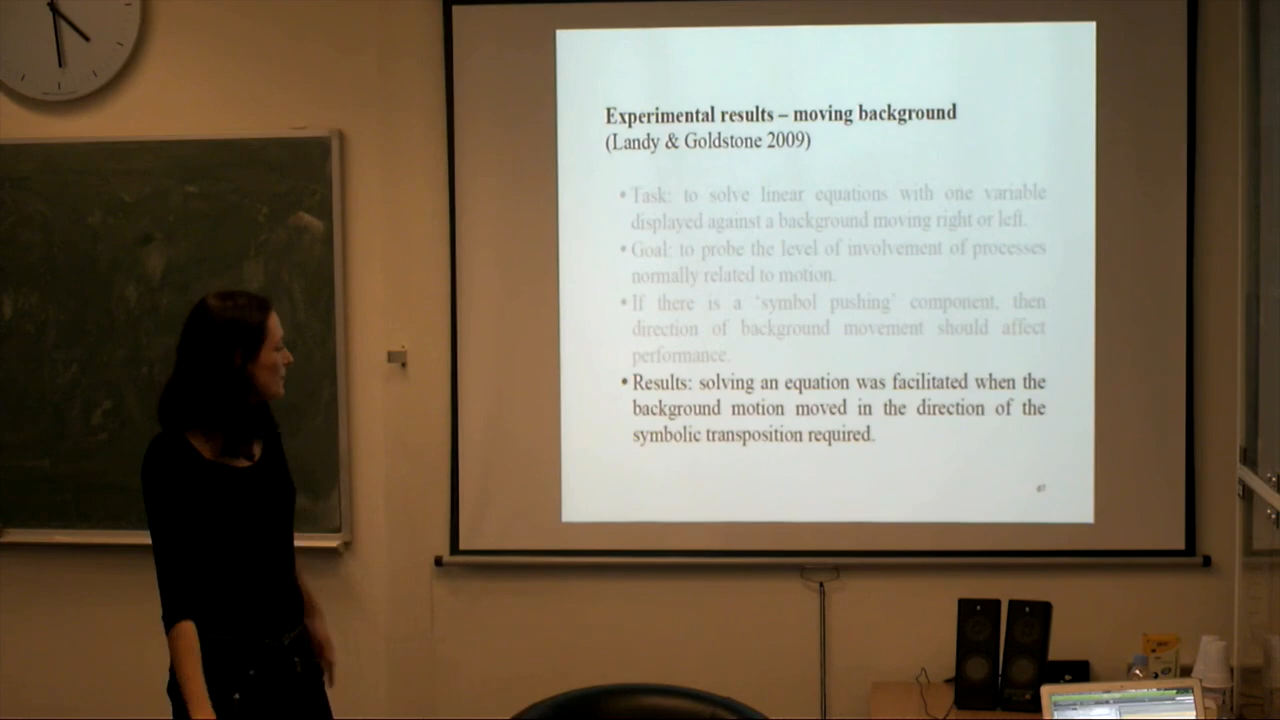 Experimental results – moving background
(Landy & Goldstone 2009)
• Task: to solve linear equations with one variable
displayed against a background moving right or left.
• Goal: to probe the level of involvement of processes
normally related to motion.
• If there is a ‘symbol pushing’ component, then
direction of background movement should affect
performance.
• Results: solving an equation was facilitated when the
background motion moved in the direction of the
symbolic transposition required.